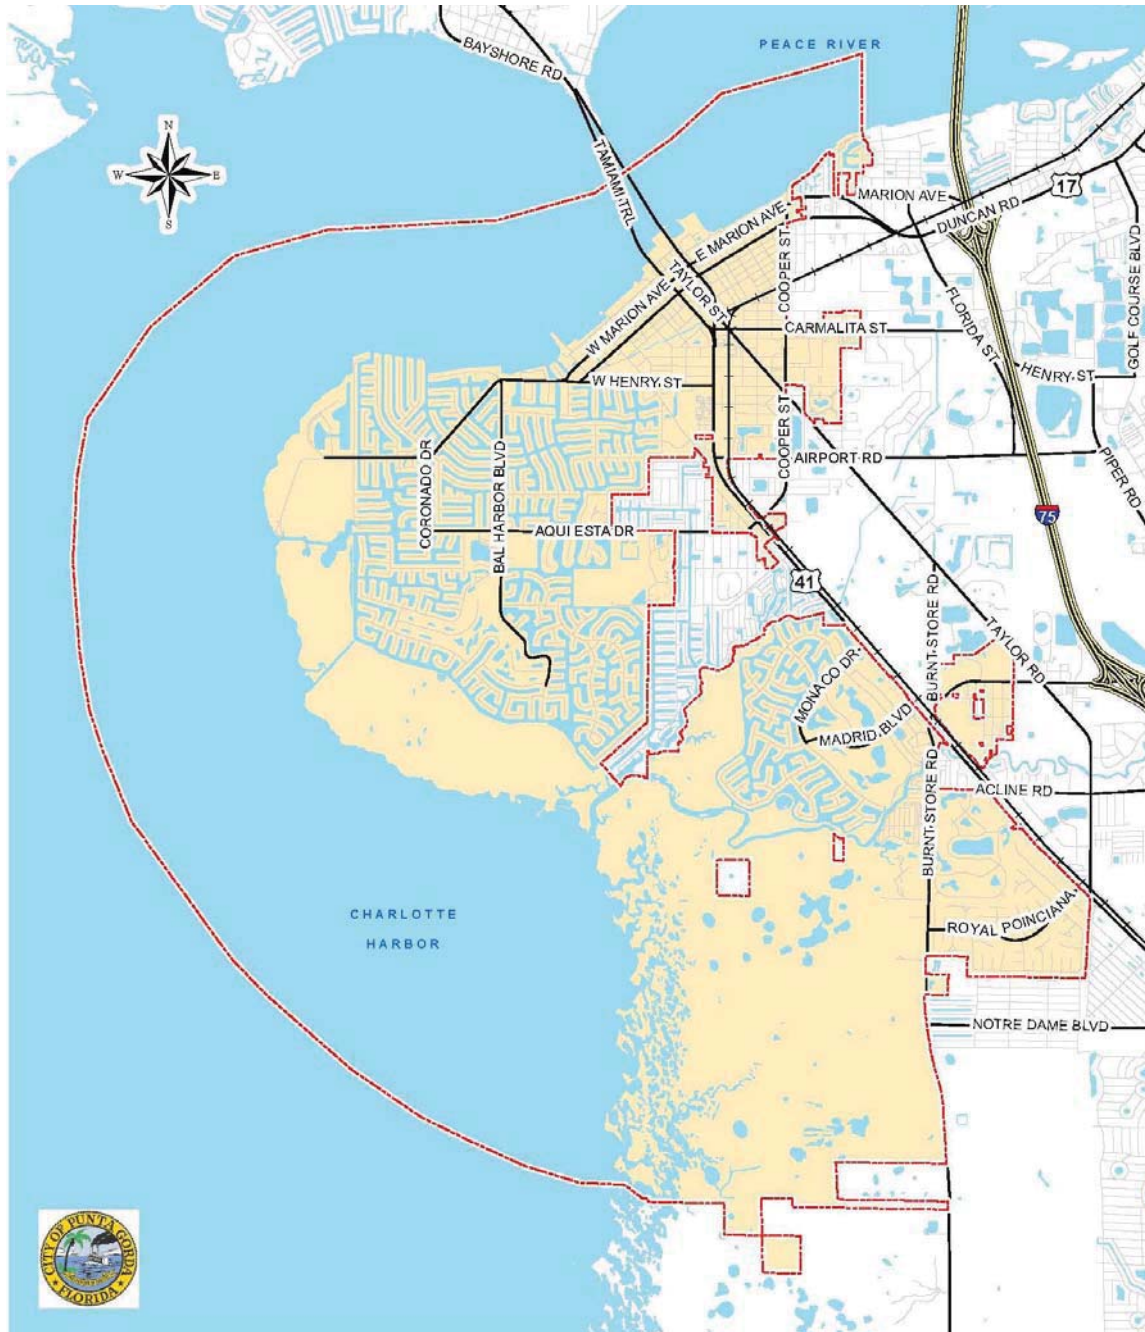 PEACE RIVER
BAYSHORE RD
N
W
E
S
TAMIAMI TRL
17
MARION AVE
DUNCAN RD
E MARION AVE
COOPER ST
GOLF COURSE BLVD
TAYLOR ST
W MARION AVE
FLORIDA ST
CARMALITA ST
HENRY ST
W HENRY ST
COOPER ST
CORONADO DR
BAL HARBOR BLVD
AIRPORT RD
PIPER RD
75
AQUI ESTA DR
41
BURNT STORE RD
TAYLOR RD
MONACO DR
MADRID BLVD
BURNT STORE RD
ACLINE RD
CHARLOTTE
HARBOR
ROYAL POINCIANA
NOTRE DAME BLVD
CITY OF PUNTA GORDA
FLORIDA